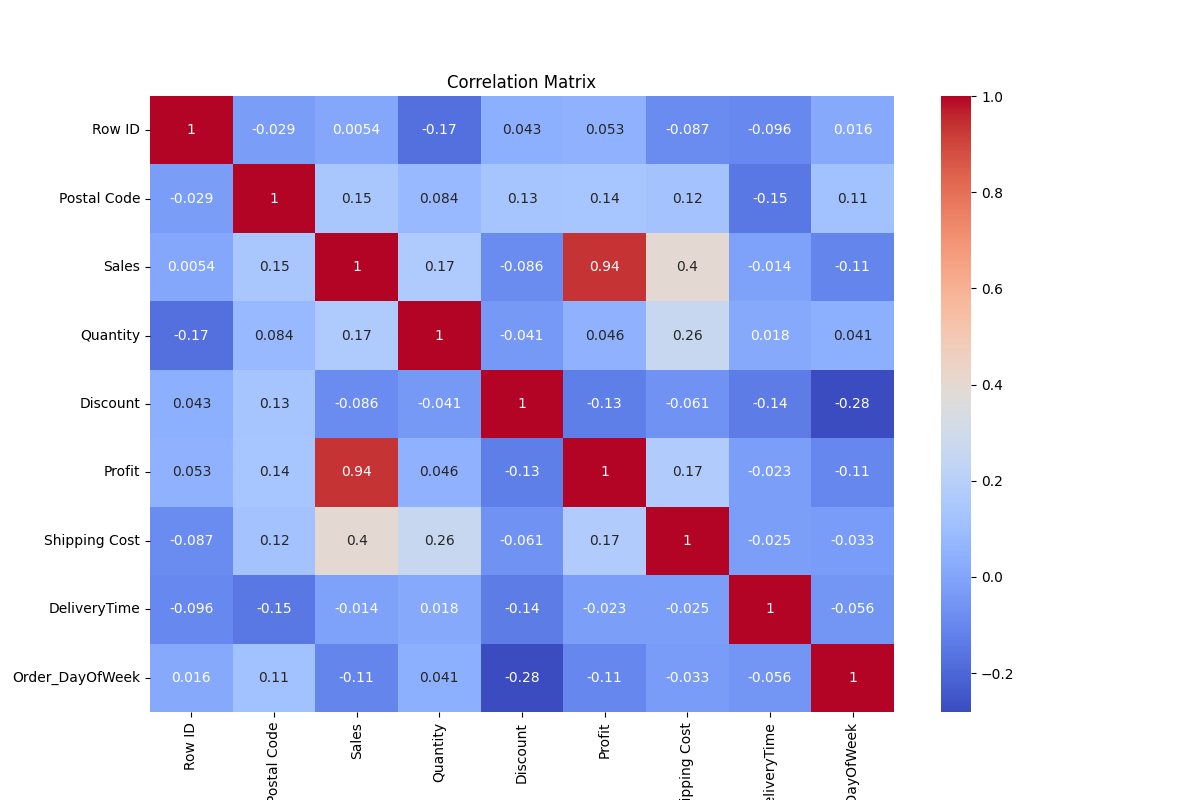 Correlation Matrix
Row ID 1 -0.029 0.0054 -0.17 0.043 0.053 -0.087 -0.096 0.016
Postal Code -0.029 1 0.15 0.084 0.13 0.14 0.12 -0.15 0.11
Sales 0.0054 0.15 1 0.17 -0.086 0.94 0.4 -0.014 -0.11
Quantity -0.17 0.084 0.17 1 -0.041 0.046 0.26 0.018 0.041
Discount 0.043 0.13 -0.086 -0.041 1 -0.13 -0.061 -0.14 -0.28
Profit 0.053 0.14 0.94 0.046 -0.13 1 0.17 -0.023 -0.11
Shipping Cost -0.087 0.12 0.4 0.26 -0.061 0.17 1 -0.025 -0.033
DeliveryTime -0.096 -0.15 -0.014 0.018 -0.14 -0.023 -0.025 1 -0.056
Order_DayOfWeek 0.016 0.11 -0.11 0.041 -0.28 -0.11 -0.033 -0.056 1
Row ID
Postal Code
Sales
Quantity
Discount
Profit
ipping Cost
eliveryTime
DayOfWeek
1.0
0.8
0.6
0.4
0.2
0.0
−0.2